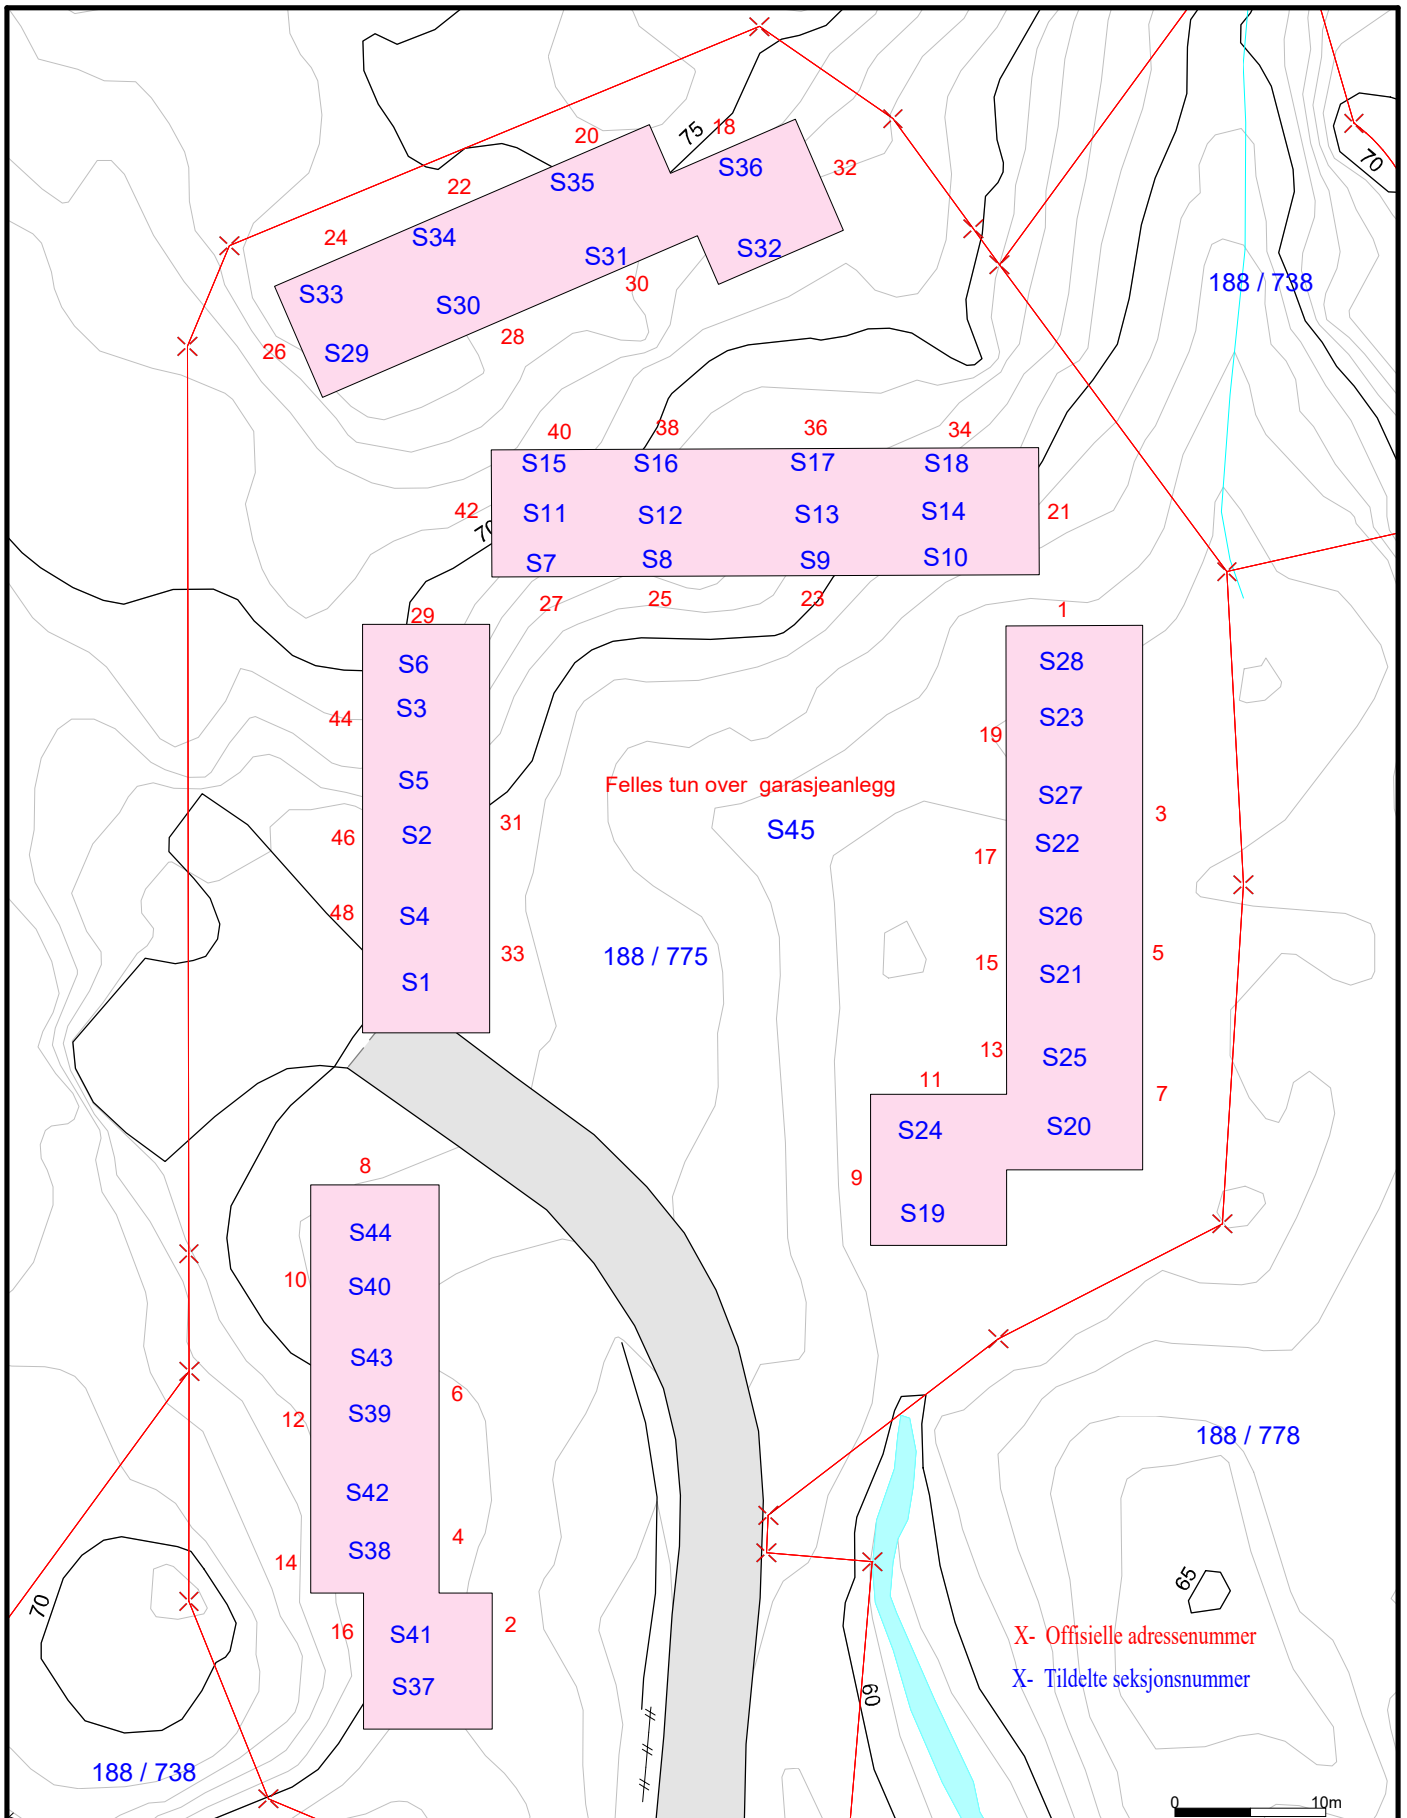 20
75
18
S36
32
22
S35
24
S34
S31
S32
30
188 / 738
S33
S30
28
26
S29
70
40
38
36
34
S15
S16
S17
S18
42
S11
S12
S13
S14
21
70
S7
S8
S9
S10
27
25
23
29
1
S6
S28
S3
44
S23
19
S5
Felles tun over garasjeanlegg
S27
3
46
S2
31
S45
S22
17
48
S4
S26
33
188 / 775
15
S21
5
S1
13
S25
11
7
S24
S20
8
9
S19
S44
10
S40
S43
6
12
S39
188 / 778
S42
4
14
S38
65
70
16
S41
2
X- Offisielle adressenummer
S37
X- Tildelte seksjonsnummer
60
188 / 738
0 10m